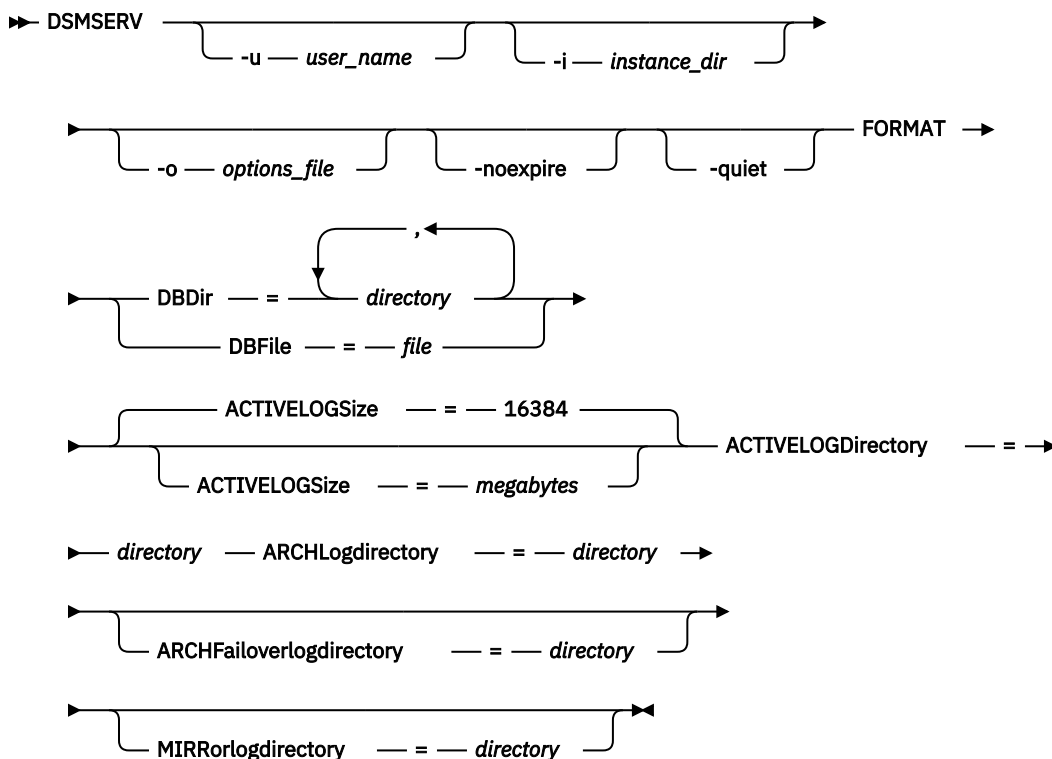 DSMSERV
-u user_name -i instance_dir
-o options_file -noexpire -quiet FORMAT
,
DBDir = directory
DBFile = file
ACTIVELOGSize = 16384
ACTIVELOGDirectory =
ACTIVELOGSize = megabytes
directory ARCHLogdirectory = directory
ARCHFailoverlogdirectory = directory
MIRRorlogdirectory = directory